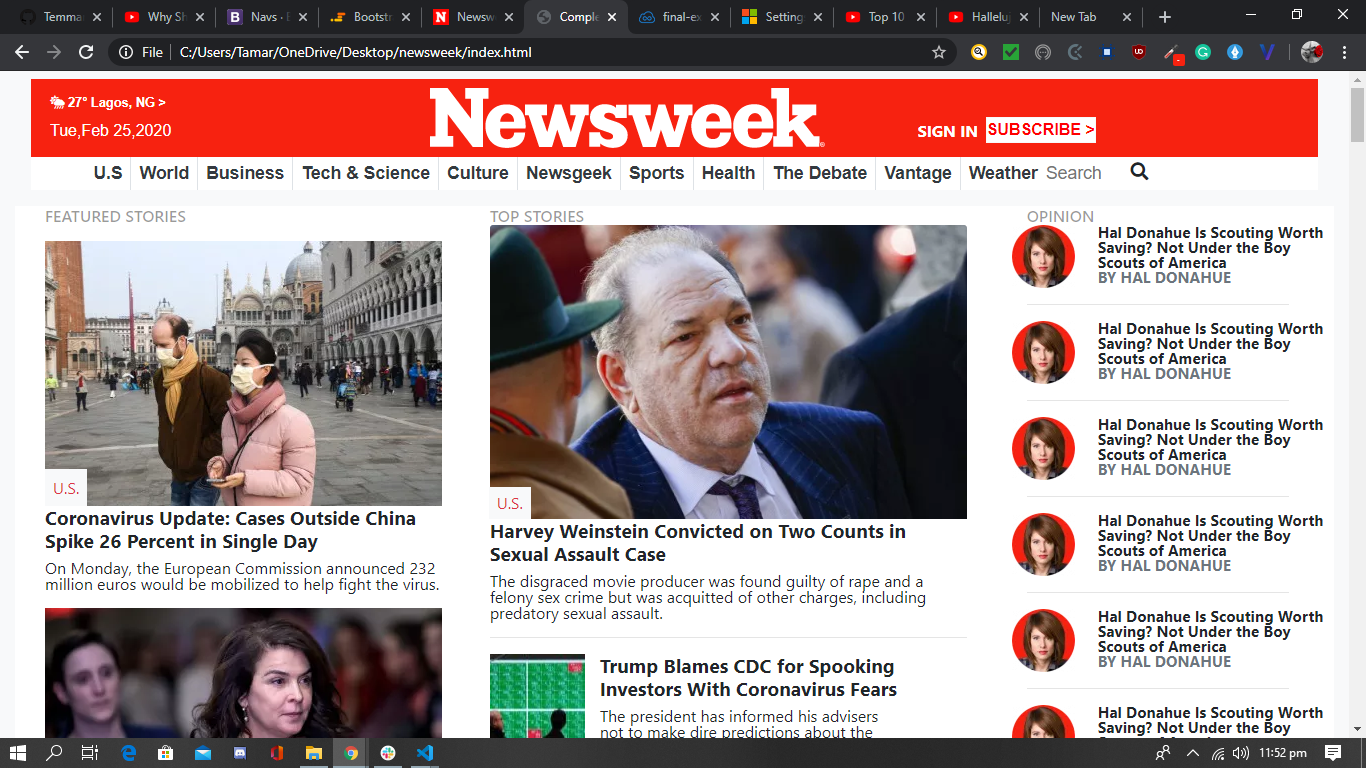 Temma
Why Sh
Navs · B
Bootstr
Newsw
Comple
final-ex
Setting
Top 10
Halleluj
New Tab
File
C:/Users/Tamar/OneDrive/Desktop/newsweek/index.html
27° Lagos, NG >
Tue,Feb 25,2020
Newsweek
SIGN IN
SUBSCRIBE >
U.S World Business Tech & Science Culture Newsgeek Sports Health The Debate Vantage Weather Search
FEATURED STORIES
U.S.
Coronavirus Update: Cases Outside China
Spike 26 Percent in Single Day
On Monday, the European Commission announced 232
million euros would be mobilized to help fight the virus.
TOP STORIES
U.S.
Harvey Weinstein Convicted on Two Counts in
Sexual Assault Case
The disgraced movie producer was found guilty of rape and a
felony sex crime but was acquitted of other charges, including
predatory sexual assault.
Trump Blames CDC for Spooking
Investors With Coronavirus Fears
The president has informed his advisers
not to make dire predictions about the
OPINION
Hal Donahue Is Scouting Worth
Saving? Not Under the Boy
Scouts of America
BY HAL DONAHUE
Hal Donahue Is Scouting Worth
Saving? Not Under the Boy
Scouts of America
BY HAL DONAHUE
Hal Donahue Is Scouting Worth
Saving? Not Under the Boy
Scouts of America
BY HAL DONAHUE
Hal Donahue Is Scouting Worth
Saving? Not Under the Boy
Scouts of America
BY HAL DONAHUE
Hal Donahue Is Scouting Worth
Saving? Not Under the Boy
Scouts of America
BY HAL DONAHUE
Hal Donahue Is Scouting Worth
Saving? Not Under the Boy
11:52 pm